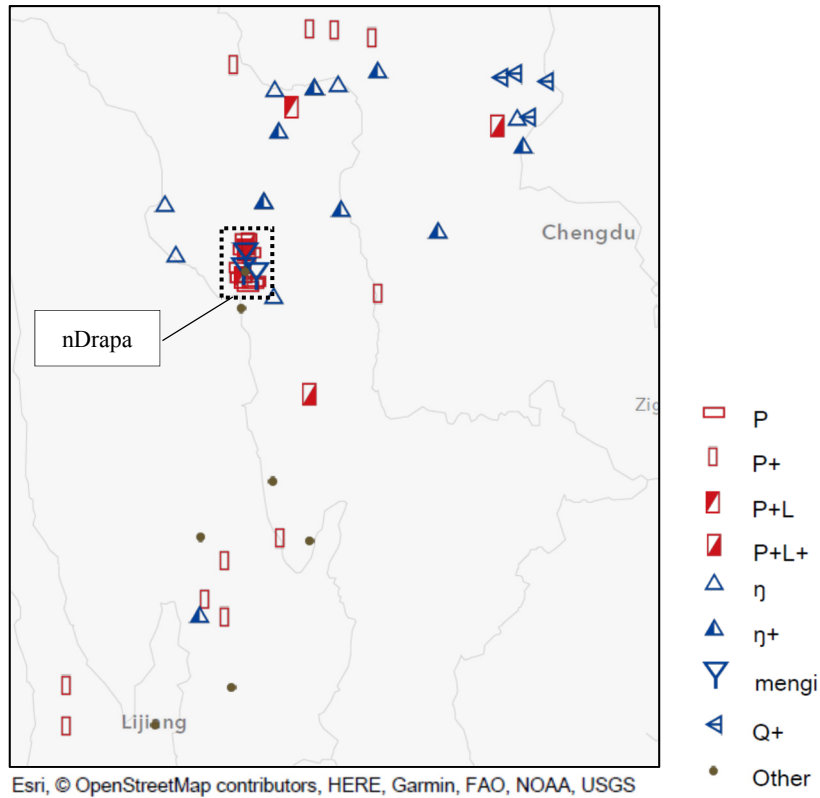 Chengdu
nDrapa
Zig
Lijiang
P
P+
P+L
P+L+
ŋ
ŋ+
mengi
Q+
Other
Esri, © OpenStreetMap contributors, HERE, Garmin, FAO, NOAA, USGS